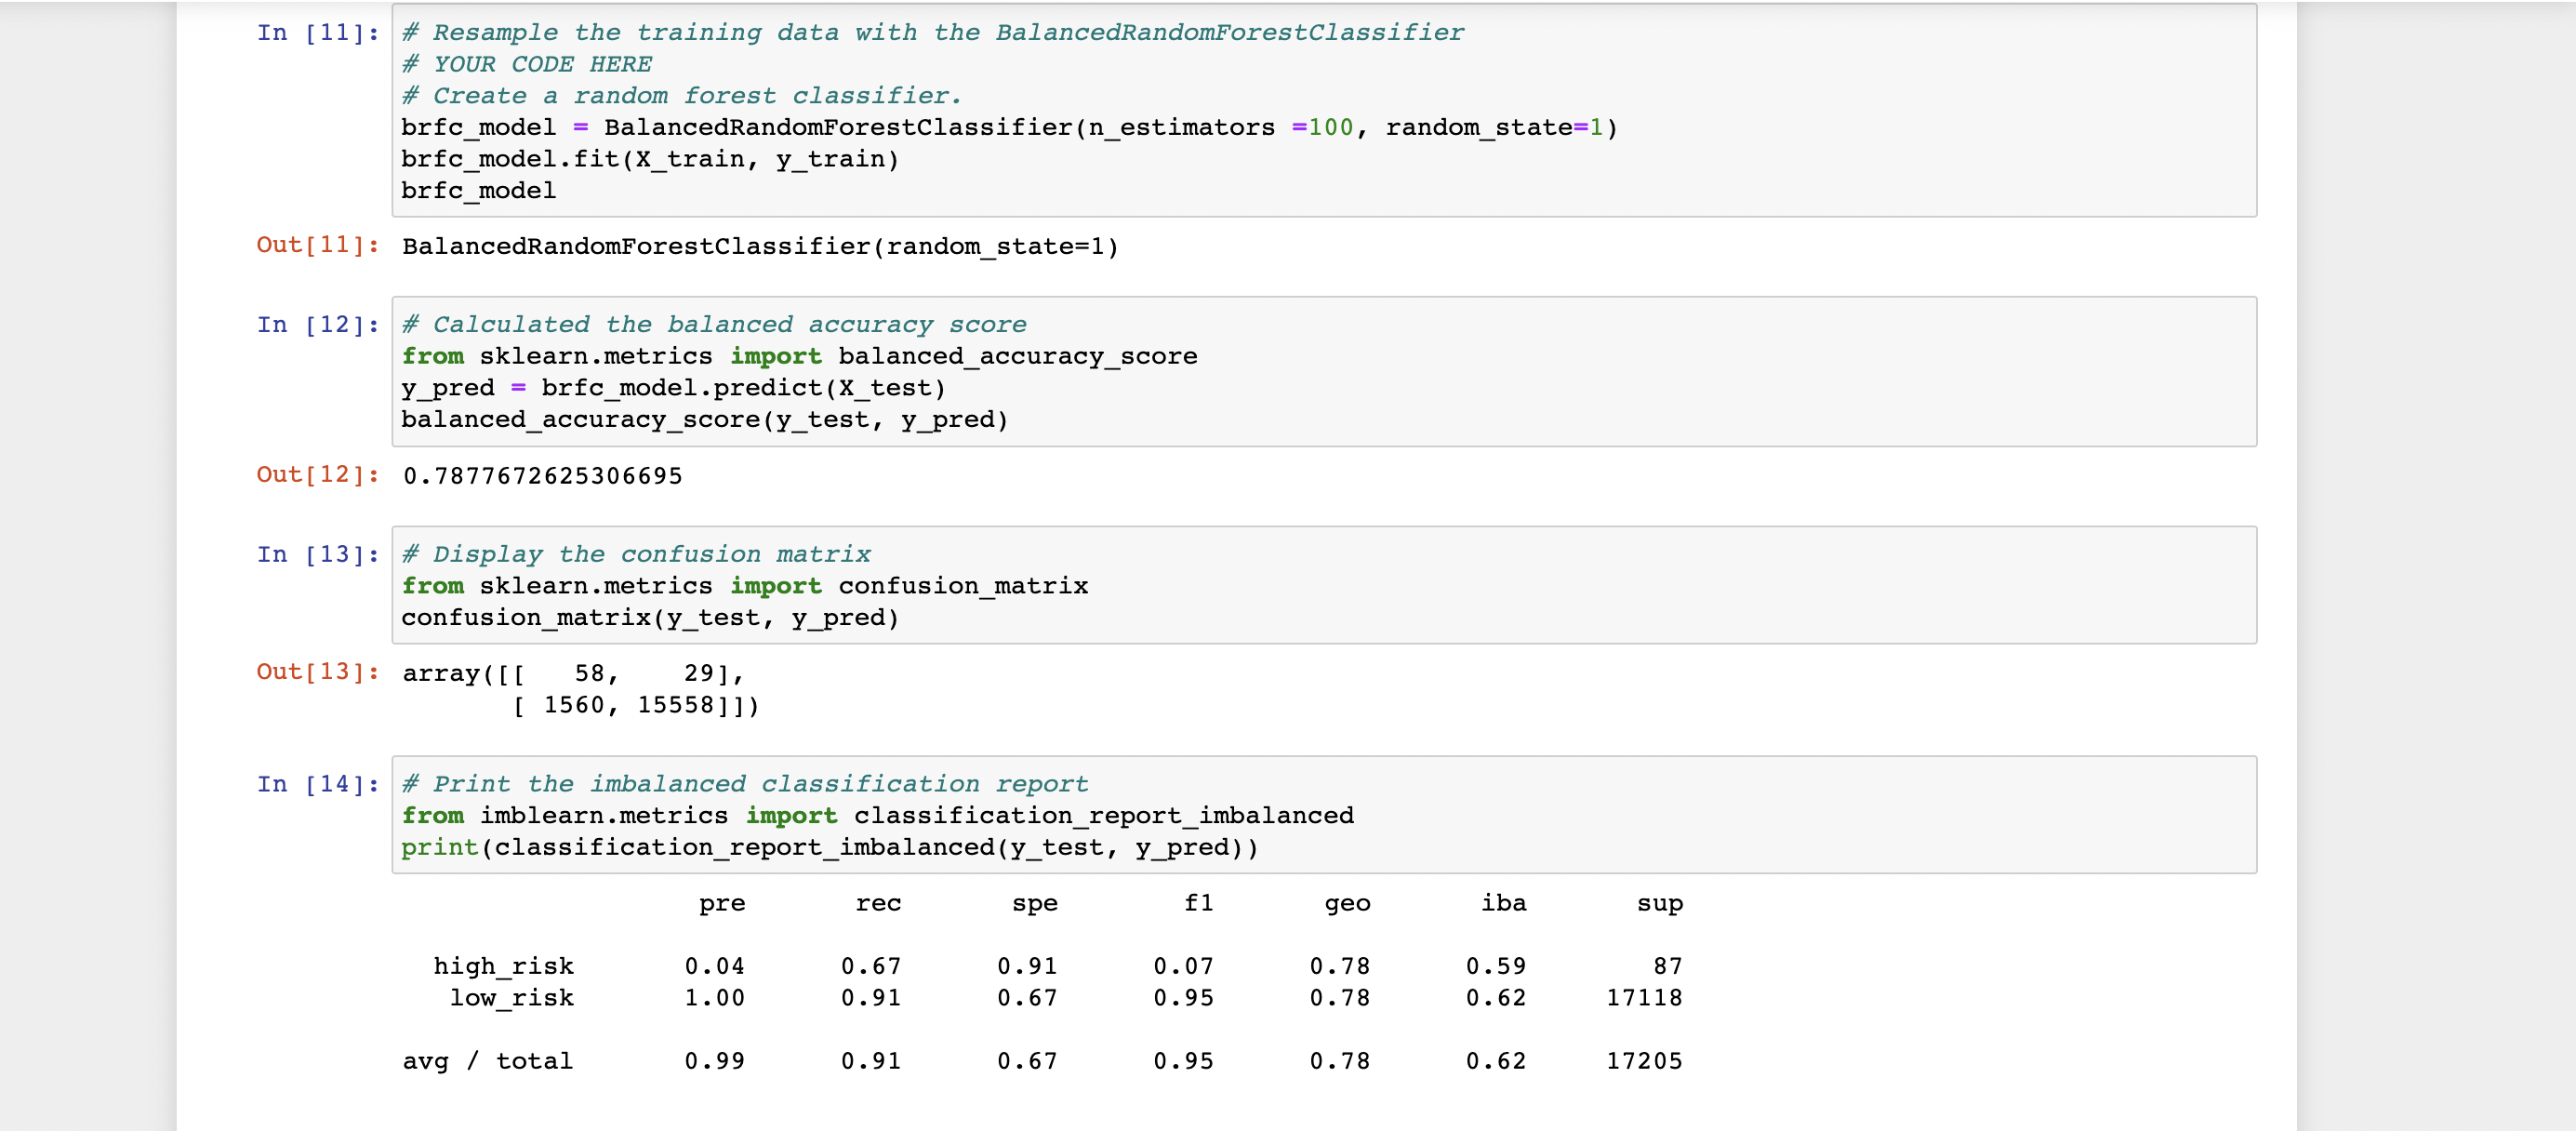 In [11]: # Resample the training data with the BalancedRandomForestClassifier
# YOUR CODE HERE
# Create a random forest classifier.
brfc_model = BalancedRandomForestClassifier(n_estimators =100, random_state=1)
brfc_model.fit(X_train, y_train)
brfc_model
Out[11]: BalancedRandomForestClassifier(random_state=1)
In [12]: # Calculated the balanced accuracy score
from sklearn.metrics import balanced_accuracy_score
y_pred = brfc_model.predict(X_test)
balanced_accuracy_score(y_test, y_pred)
Out[12]: 0.7877672625306695
In [13]: # Display the confusion matrix
from sklearn.metrics import confusion_matrix
confusion_matrix(y_test, y_pred)
Out[13]: array([[   58,    29],
       [ 1560, 15558]])
In [14]: # Print the imbalanced classification report
from imblearn.metrics import classification_report_imbalanced
print(classification_report_imbalanced(y_test, y_pred))
pre rec spe f1 geo iba sup
high_risk 0.04 0.67 0.91 0.07 0.78 0.59 87
low_risk 1.00 0.91 0.67 0.95 0.78 0.62 17118
avg / total 0.99 0.91 0.67 0.95 0.78 0.62 17205